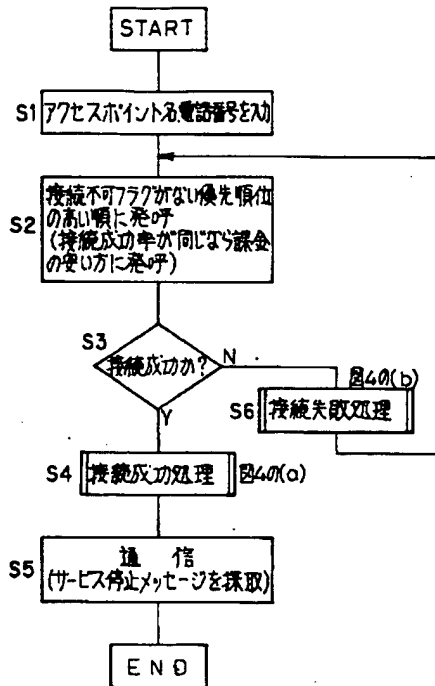 START
S1 アクセスポイント名,電話番号を入力
S2 接続不可フラグがない優先順位
の高い順に発呼
(接続成功率が同じなら課金
の安い方に発呼)
S3
接続成功か?
N
Y
図4の(b)
S6 接続失敗処理
S4 接続成功処理 図4の(a)
S5 通 信
(サービス停止メッセージを採取)
END